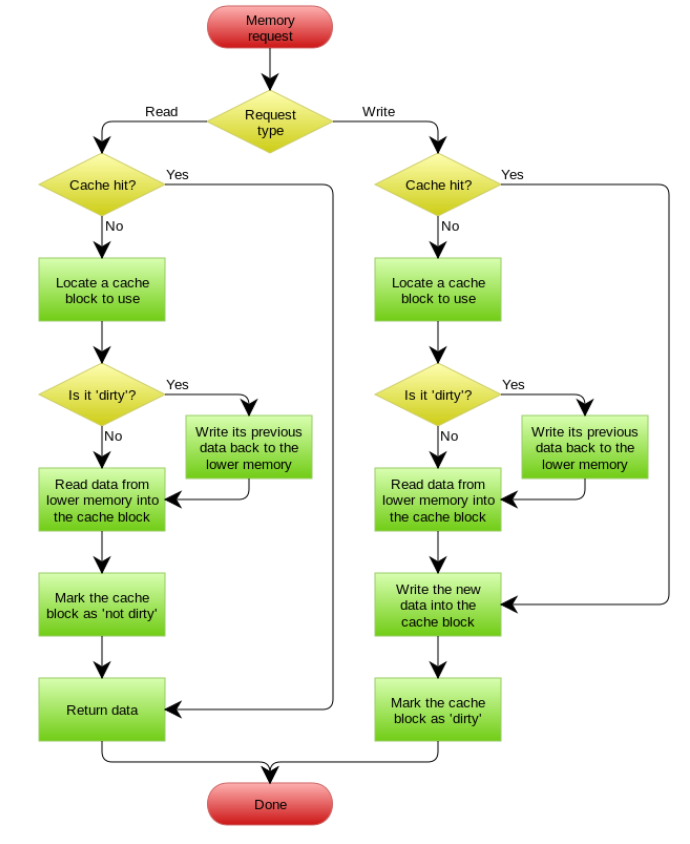 Memory
request
Request
type
Read
Write
Cache hit?
Yes
No
Locate a cache
block to use
Is it 'dirty'?
Yes
No
Write its previous
data back to the
lower memory
Read data from
lower memory into
the cache block
Mark the cache
block as 'not dirty'
Return data
Cache hit?
Yes
No
Locate a cache
block to use
Is it 'dirty'?
Yes
No
Write its previous
data back to the
lower memory
Read data from
lower memory into
the cache block
Write the new
data into the
cache block
Mark the cache
block as 'dirty'
Done